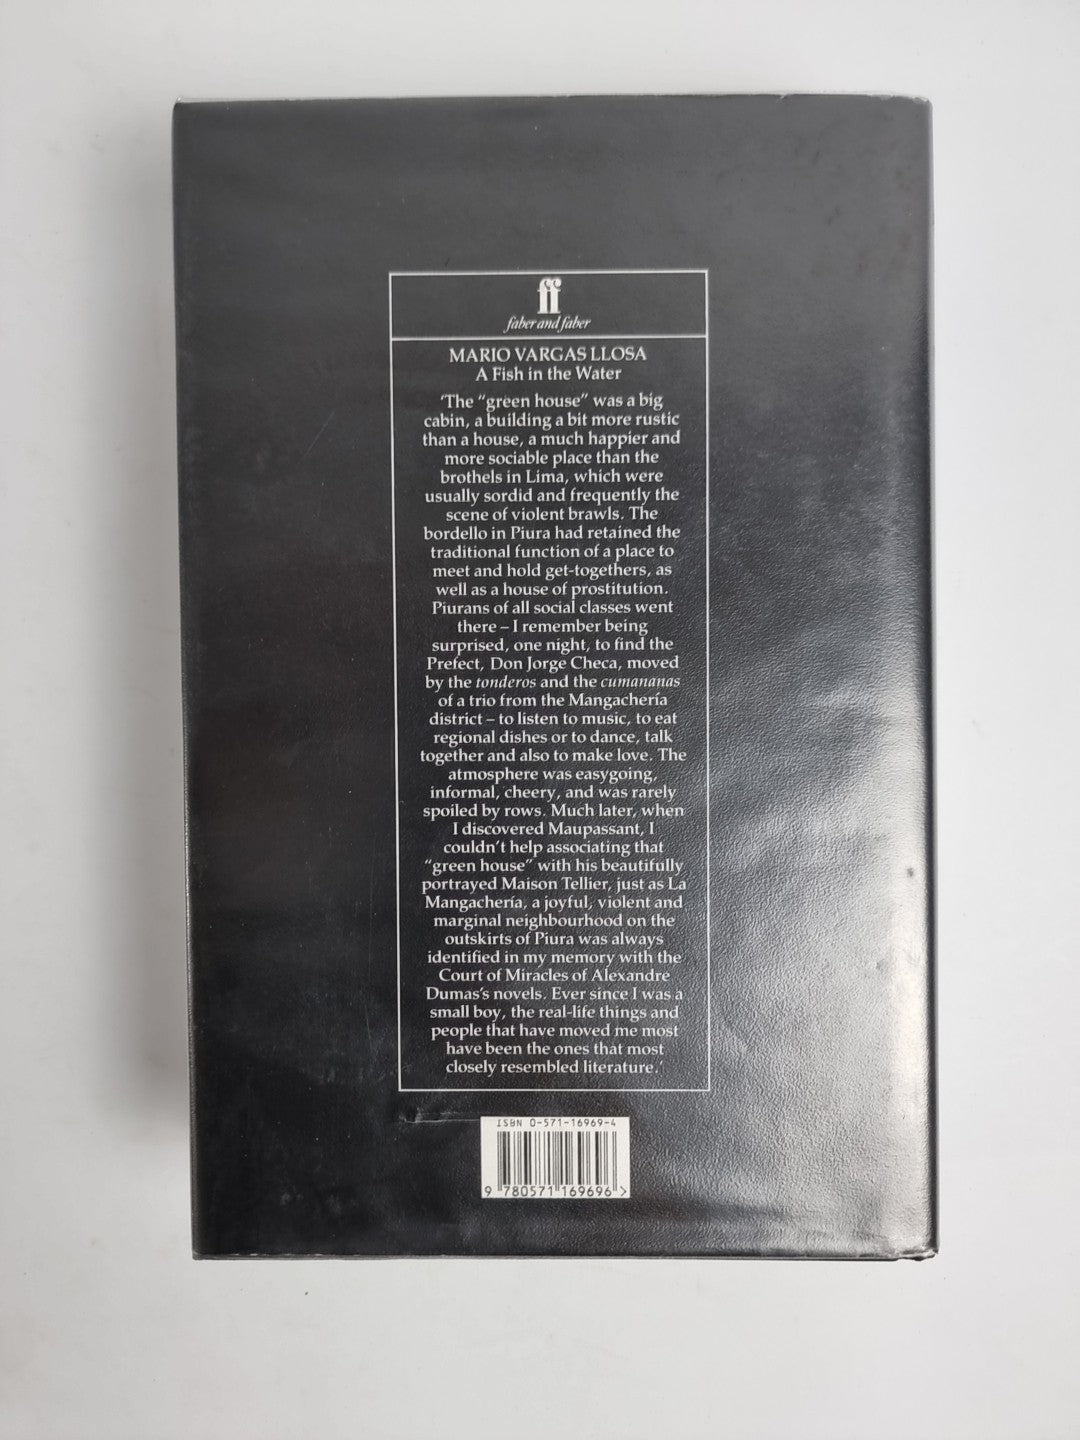 ff
faber and faber
MARIO VARGAS LLOSA
A Fish in the Water
‘The “green house” was a big
cabin, a building a bit more rustic
than a house, a much happier and
more sociable place than the
brothels in Lima, which were
usually sordid and frequently the
scene of violent brawls. The
bordello in Piura had retained the
traditional function of a place to
meet and hold get-togethers, as
well as a house of prostitution.
Piurans of all social classes went
there – I remember being
surprised, one night, to find the
Prefect, Don Jorge Checa, moved
by the tonderos and the cumananas
of a trio from the Mangachería
district – to listen to music, to eat
regional dishes or to dance, talk
together and also to make love. The
atmosphere was easygoing,
informal, cheery, and was rarely
spoiled by rows. Much later, when
I discovered Maupassant, I
couldn’t help associating that
“green house” with his beautifully
portrayed Maison Tellier, just as La
Mangachería, a joyful, violent and
marginal neighbourhood on the
outskirts of Piura was always
identified in my memory with the
Court of Miracles of Alexandre
Dumas’s novels. Ever since I was a
small boy, the real-life things and
people that have moved me most
have been the ones that most
closely resembled literature.’
ISBN 0-571-16969-4
9 780571 169696 >